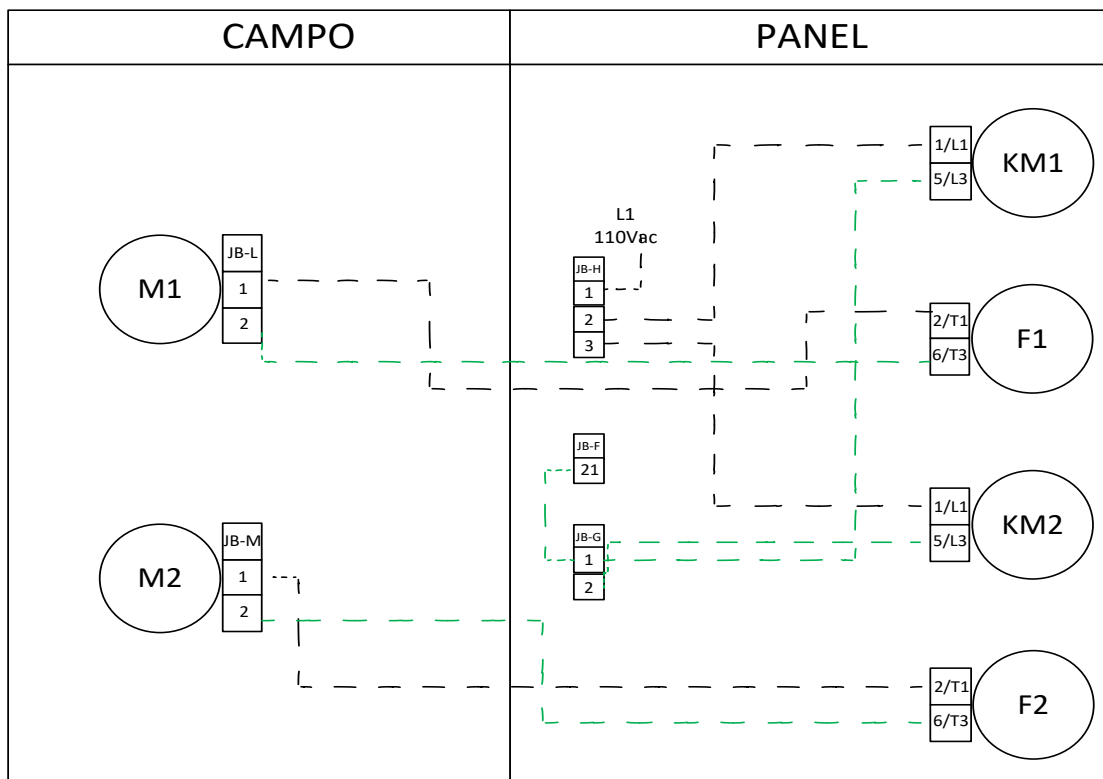 CAMPO
PANEL
1/L1
5/L3
KM1
L1
110Vac
JB-H
1
2
3
M1
JB-L
1
2
2/T1
6/T3
F1
JB-F
21
JB-G
1
2
1/L1
5/L3
KM2
M2
JB-M
1
2
2/T1
6/T3
F2